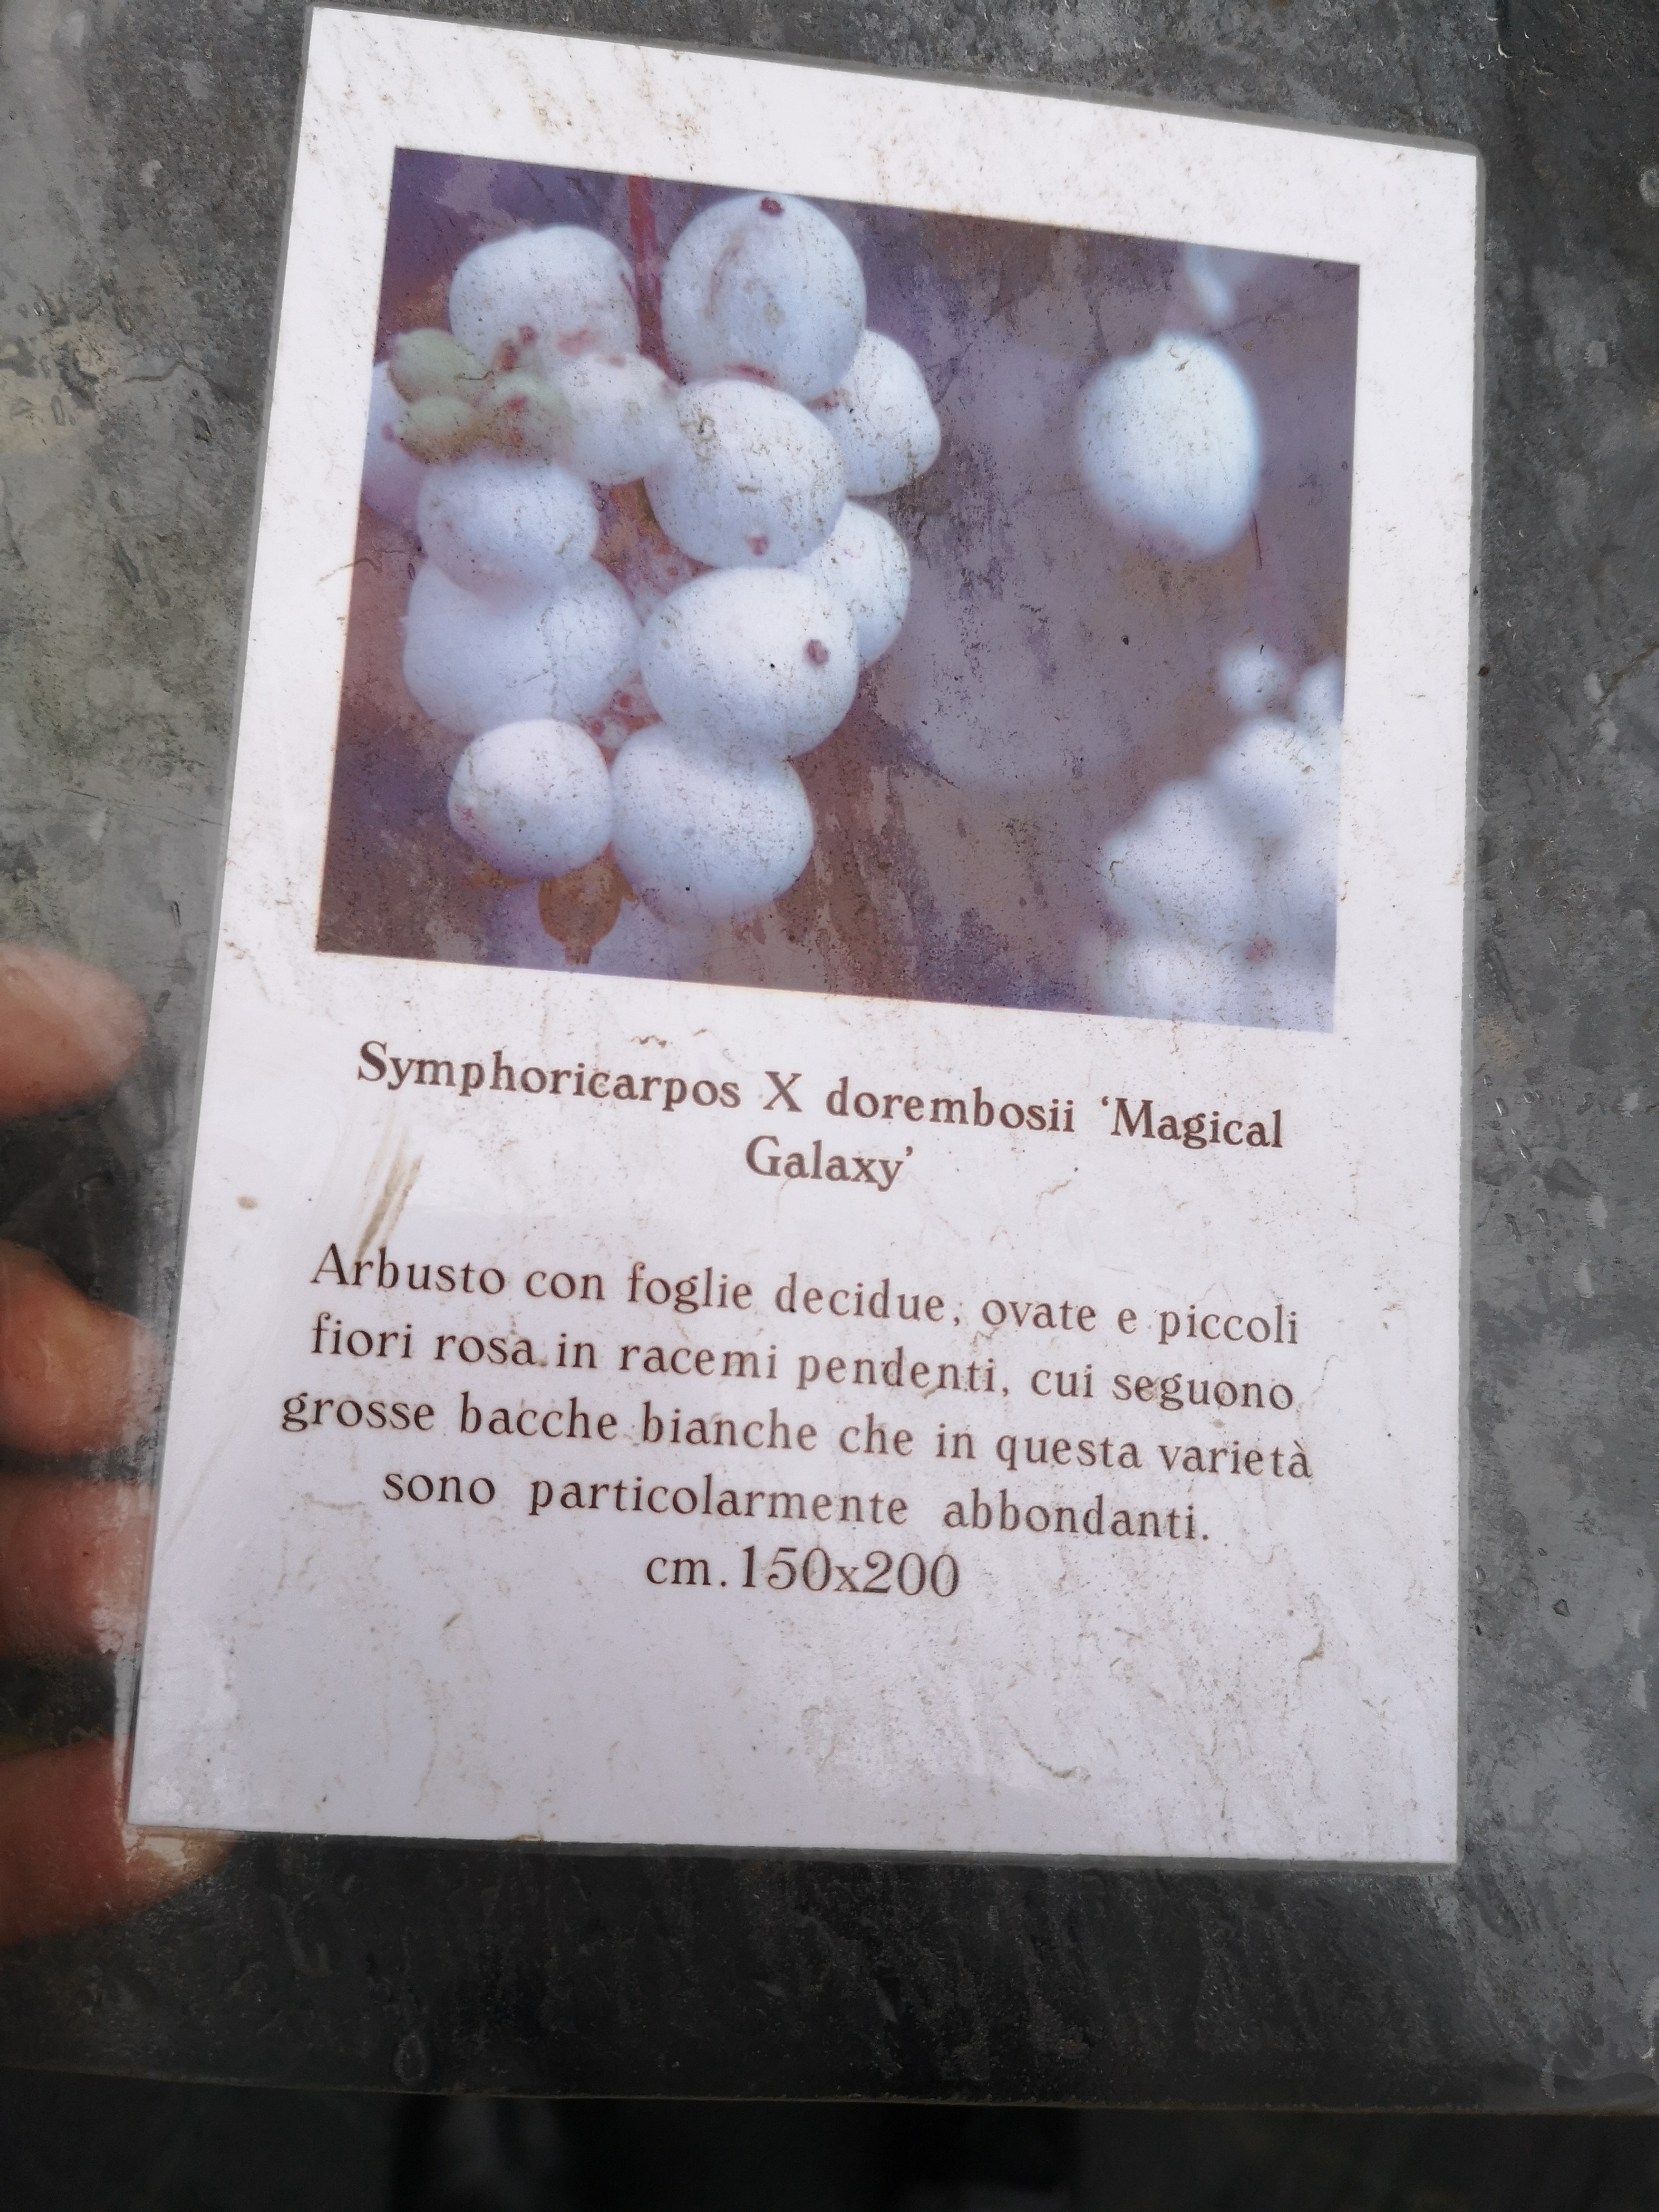 Symphoricarpos X dorembosii ‘Magical
Galaxy’
Arbusto con foglie decidue, ovate e piccoli
fiori rosa in racemi pendenti, cui seguono
grosse bacche bianche che in questa varietà
sono particolarmente abbondanti.
cm.150x200